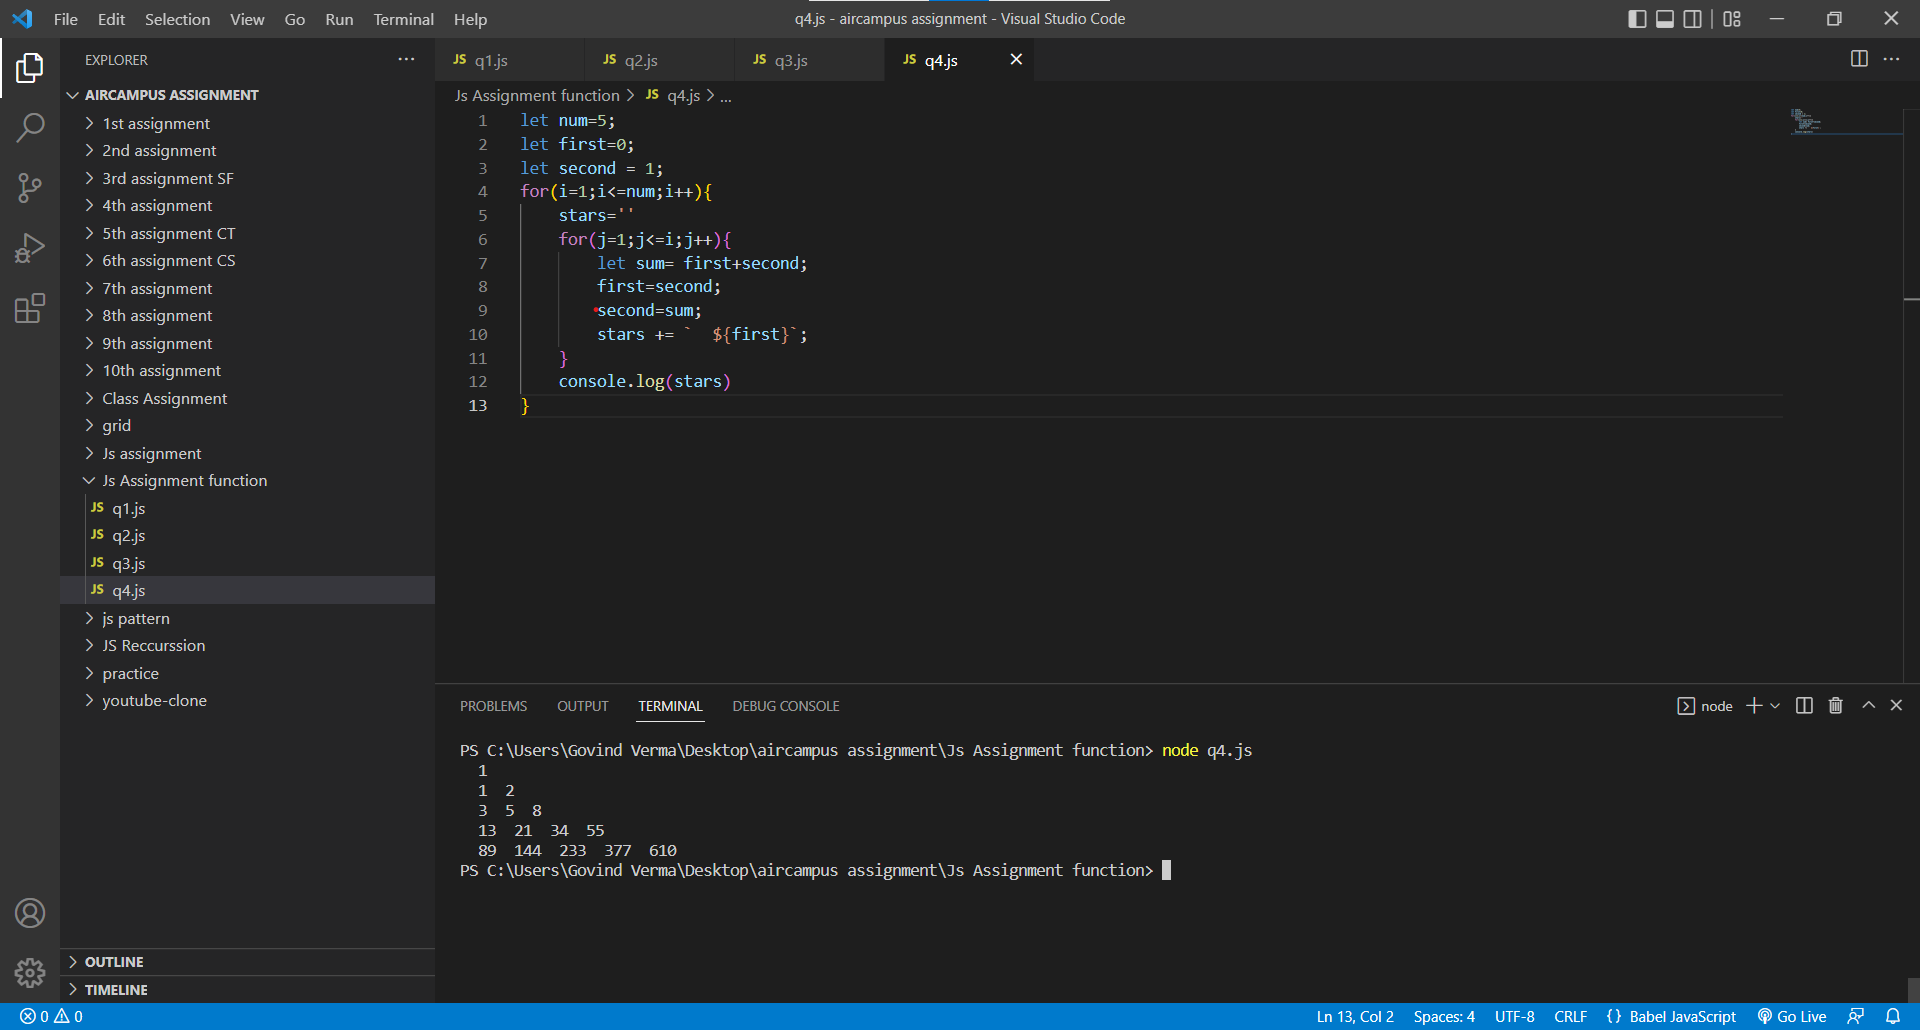 File Edit Selection View Go Run Terminal Help
q4.js - aircampus assignment - Visual Studio Code
EXPLORER
AIRCAMPUS ASSIGNMENT
1st assignment
2nd assignment
3rd assignment SF
4th assignment
5th assignment CT
6th assignment CS
7th assignment
8th assignment
9th assignment
10th assignment
Class Assignment
grid
Js assignment
Js Assignment function
JS q1.js
JS q2.js
JS q3.js
JS q4.js
js pattern
JS Reccurssion
practice
youtube-clone
OUTLINE
TIMELINE
JS q1.js JS q2.js JS q3.js JS q4.js
Js Assignment function > JS q4.js > ...
1 let num=5;
2 let first=0;
3 let second = 1;
4 for(i=1;i<=num;i++){
5 stars=''
6 for(j=1;j<=i;j++){
7 let sum= first+second;
8 first=second;
9 second=sum;
10 stars += `  ${first}`;
11 }
12 console.log(stars)
13 }
PROBLEMS OUTPUT TERMINAL DEBUG CONSOLE
node
PS C:\Users\Govind Verma\Desktop\aircampus assignment\Js Assignment function> node q4.js
1
1  2
3  5  8
13  21  34  55
89  144  233  377  610
PS C:\Users\Govind Verma\Desktop\aircampus assignment\Js Assignment function>
0 0 Ln 13, Col 2 Spaces: 4 UTF-8 CRLF {} Babel JavaScript Go Live